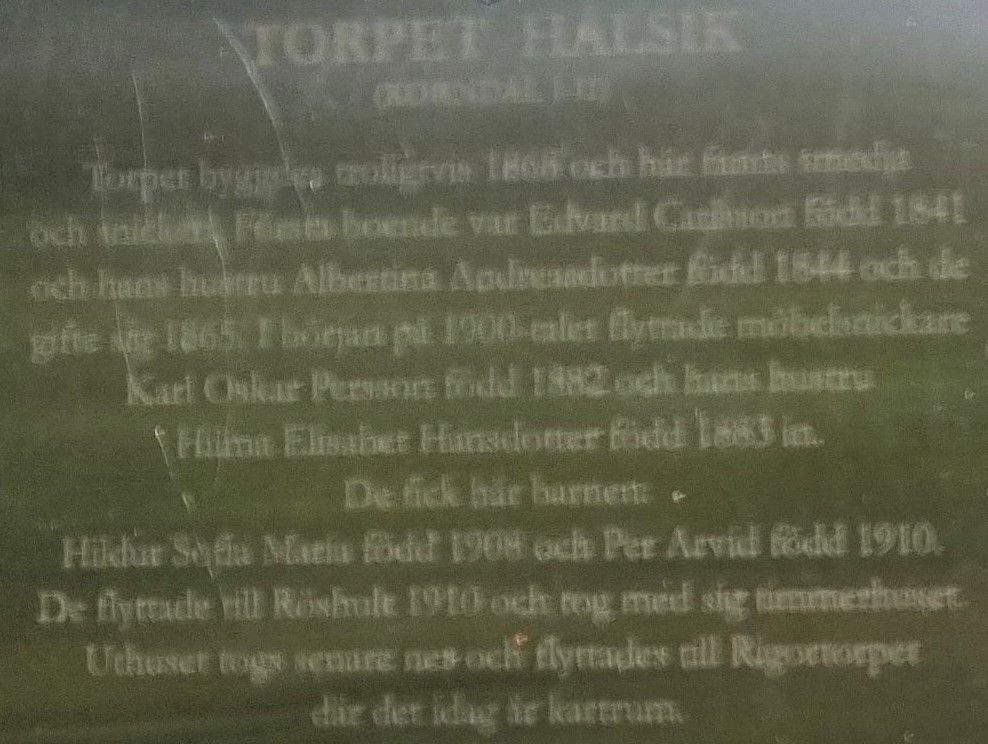 TORPET HALSIK
Torpet byggdes troligtvis 1868 och här fanns smedja
och Första boende var Edvard Carlsson född 1841
och hans hustru Albertina Andreasdotter född 1844 och de
gifte sig 1865. I början på 1900-talet flyttade möbelsnickare
Karl Oskar Persson född 1882 och hans hustru
Hilma Elisabet Hansdotter född 1883 in.
De fick här barnen:
Hildur Sofia Maria född 1908 och Per Arvid född 1910.
De flyttade till Röshult 1910 och tog med sig timmerhuset.
Uthuset togs senare ner och flyttades till Rigortorpet
där det idag är kartrum.